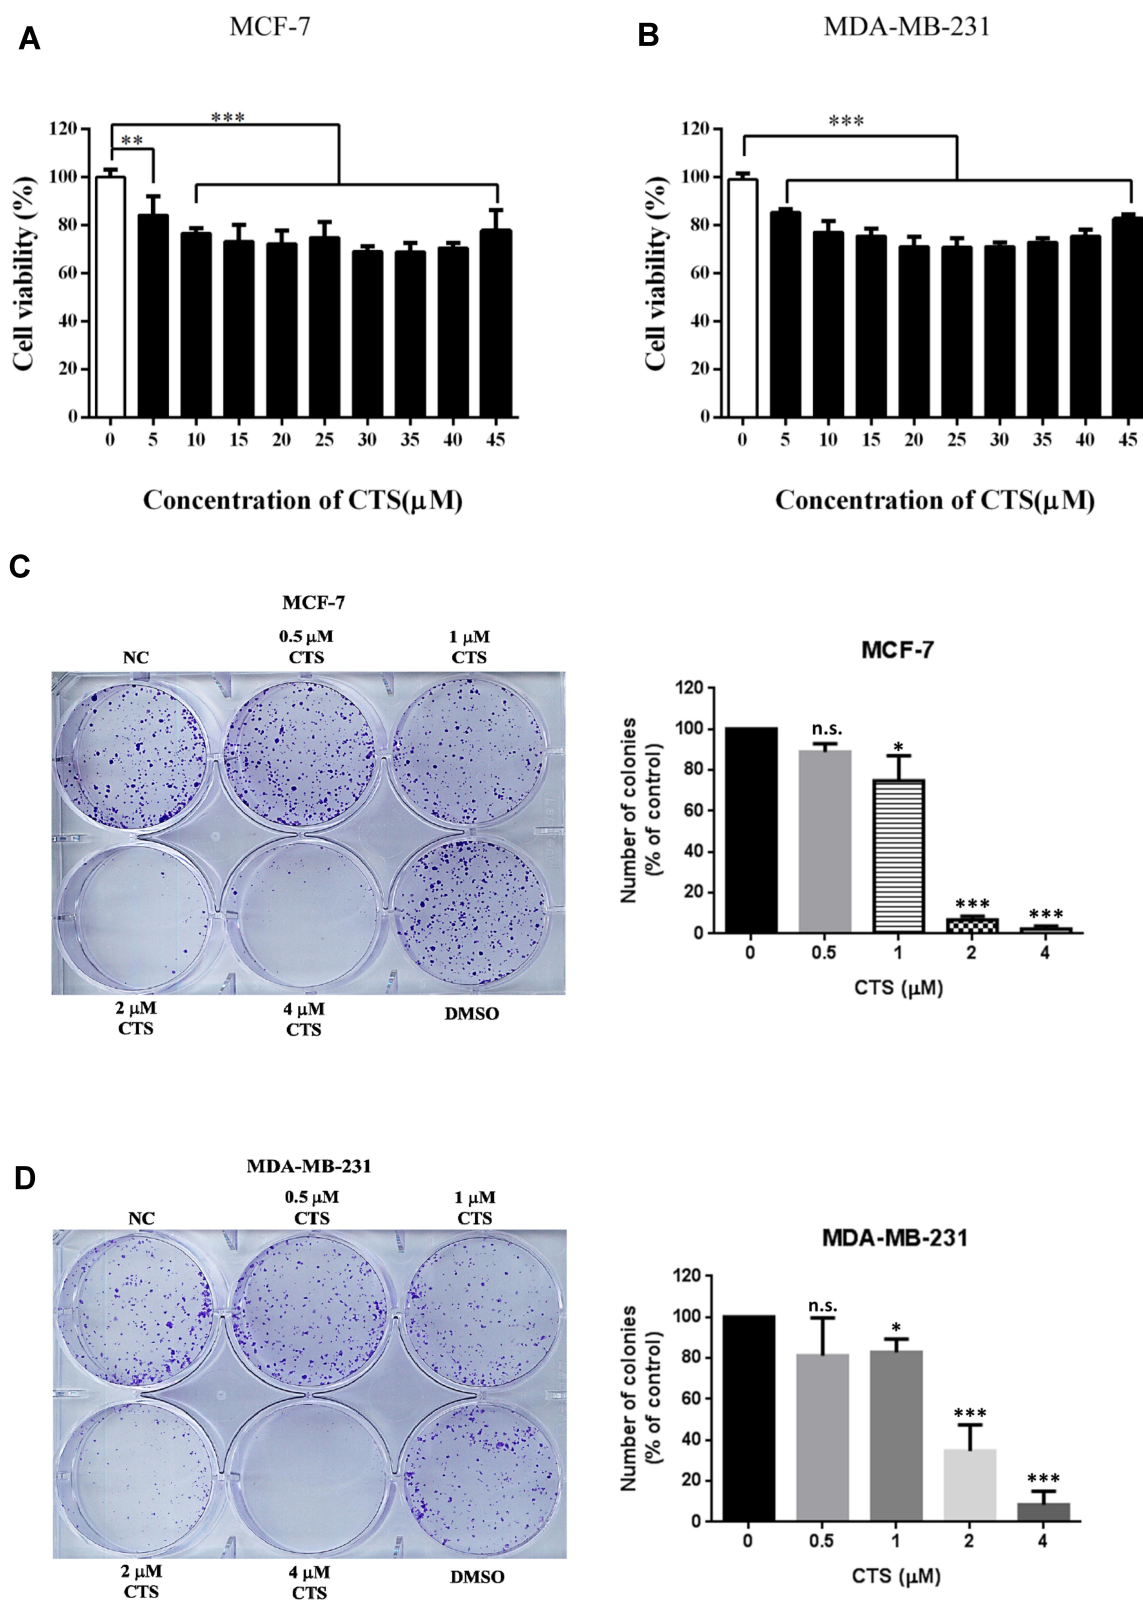 A
MCF-7
***
**
Cell viability (%)
120
100
80
60
40
20
0
0 5 10 15 20 25 30 35 40 45
Concentration of CTS(μM)
B
MDA-MB-231
***
Cell viability (%)
120
100
80
60
40
20
0
0 5 10 15 20 25 30 35 40 45
Concentration of CTS(μM)
C
MCF-7
NC
0.5 μM
CTS
1 μM
CTS
2 μM
CTS
4 μM
CTS
DMSO
MCF-7
Number of colonies
(% of control)
120
100
80
60
40
20
0
n.s.
*
***
***
0 0.5 1 2 4
CTS (μM)
D
MDA-MB-231
NC
0.5 μM
CTS
1 μM
CTS
2 μM
CTS
4 μM
CTS
DMSO
MDA-MB-231
Number of colonies
(% of control)
120
100
80
60
40
20
0
n.s.
*
***
***
0 0.5 1 2 4
CTS (μM)